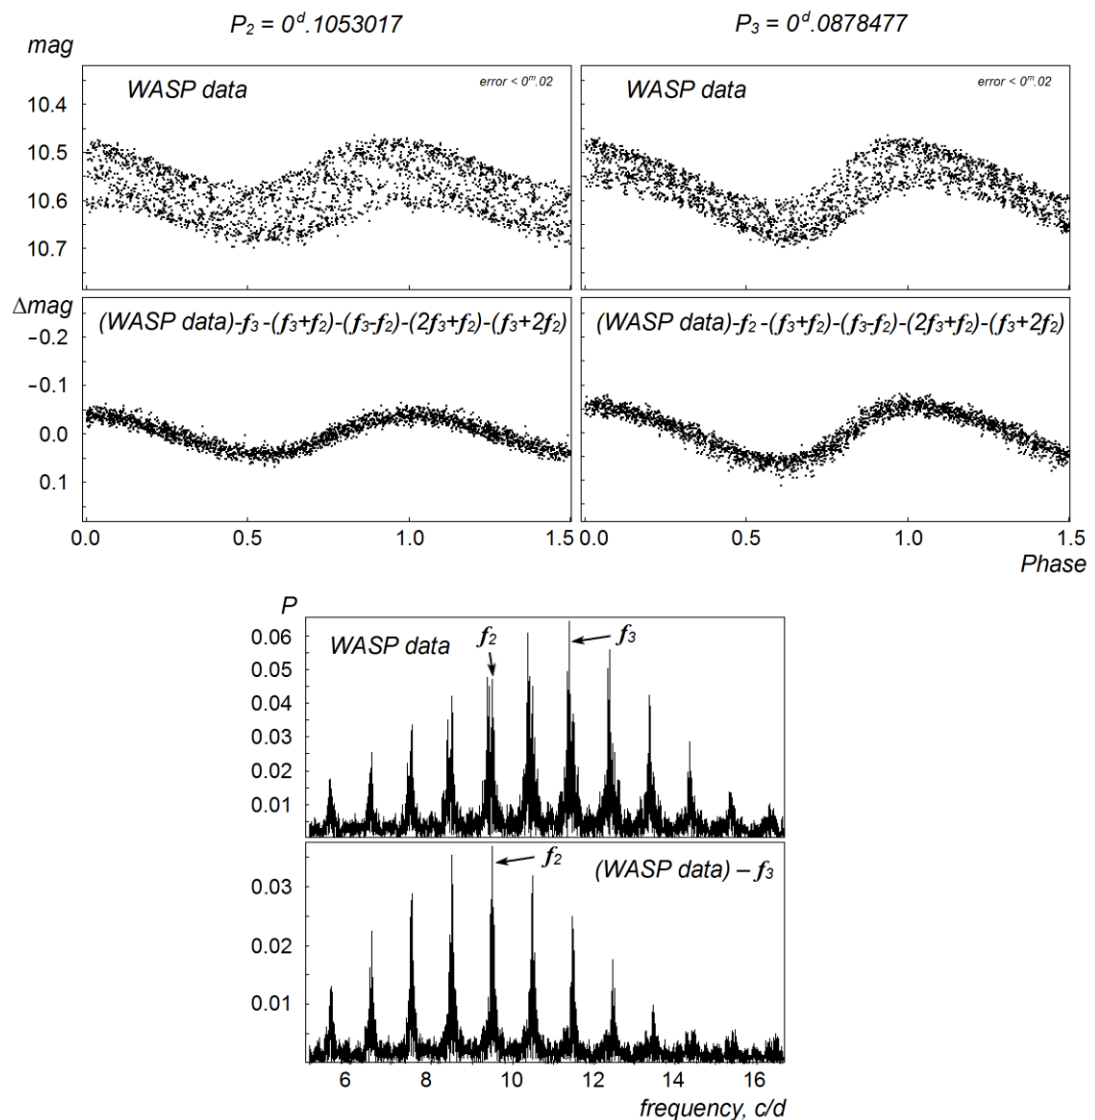 P₂ = 0ᵈ.1053017 P₃ = 0ᵈ.0878477
mag
WASP data error < 0ᵐ.02 WASP data error < 0ᵐ.02
10.4
10.5
10.6
10.7
Δmag
(WASP data)-f₃ -(f₃+f₂)-(f₃-f₂)-(2f₃+f₂)-(f₃+2f₂) (WASP data)-f₂ -(f₃+f₂)-(f₃-f₂)-(2f₃+f₂)-(f₃+2f₂)
-0.2
-0.1
0.0
0.1
0.0 0.5 1.0 1.5 0.0 0.5 1.0 1.5
Phase
P
WASP data f₂ f₃
0.06
0.05
0.04
0.03
0.02
0.01
f₂ (WASP data) – f₃
0.03
0.02
0.01
6 8 10 12 14 16
frequency, c/d